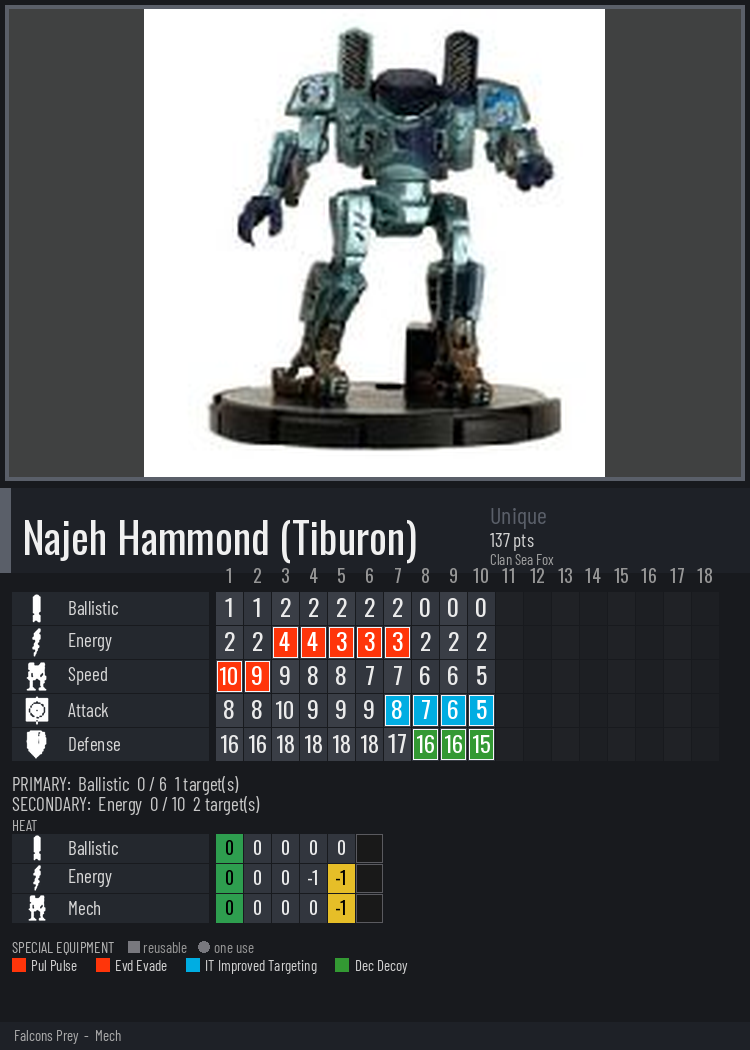 Najeh Hammond (Tiburon)
Unique
137 pts
Clan Sea Fox
1 2 3 4 5 6 7 8 9 10 11 12 13 14 15 16 17 18
Ballistic 1 1 2 2 2 2 2 0 0 0
Energy 2 2 4 4 3 3 3 2 2 2
Speed 10 9 9 8 8 7 7 6 6 5
Attack 8 8 10 9 9 9 8 7 6 5
Defense 16 16 18 18 18 18 17 16 16 15
PRIMARY: Ballistic 0 / 6 1 target(s)
SECONDARY: Energy 0 / 10 2 target(s)
HEAT
Ballistic 0 0 0 0 0
Energy 0 0 0 -1 -1
Mech 0 0 0 0 -1
SPECIAL EQUIPMENT reusable one use
Pul Pulse Evd Evade IT Improved Targeting Dec Decoy
Falcons Prey - Mech